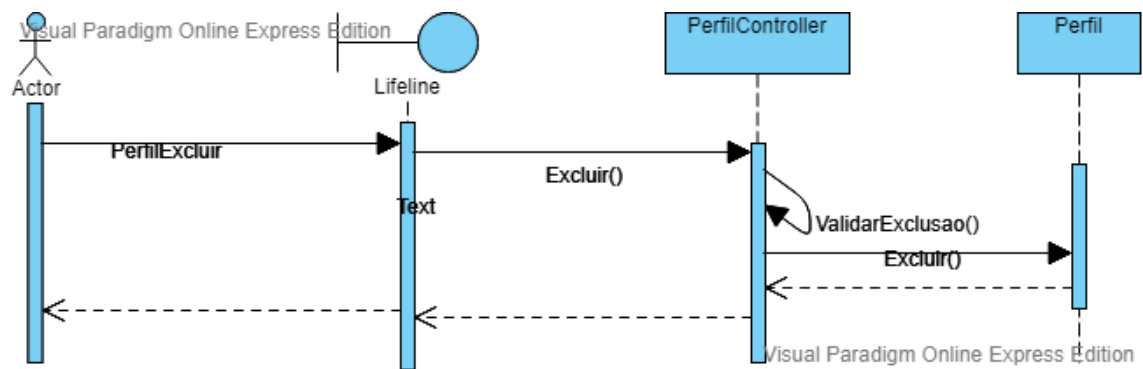 Visual Paradigm Online Express Edition
PerfilController
Perfil
Actor
Lifeline
PerfilExcluir
Excluir()
Text
ValidarExclusao()
Excluir()
Visual Paradigm Online Express Edition